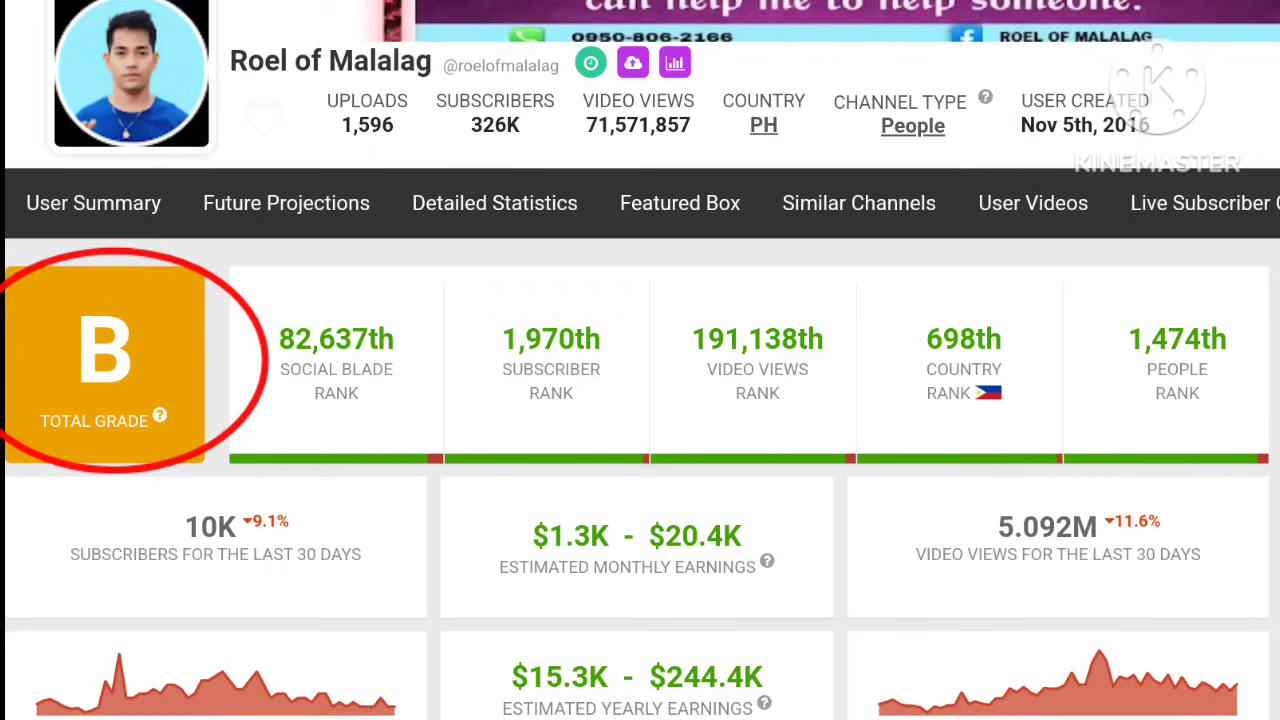 can help me to help someone.
0950-806-2166 ROEL OF MALALAG
Roel of Malalag @roelofmalalag
UPLOADS SUBSCRIBERS VIDEO VIEWS COUNTRY CHANNEL TYPE ? USER CREATED
1,596 326K 71,571,857 PH People Nov 5th, 2016
K
KINEMASTER
User Summary Future Projections Detailed Statistics Featured Box Similar Channels User Videos Live Subscriber
B
TOTAL GRADE ?
82,637th 1,970th 191,138th 698th 1,474th
SOCIAL BLADE SUBSCRIBER VIDEO VIEWS COUNTRY PEOPLE
RANK RANK RANK RANK RANK
10K 9.1% $1.3K - $20.4K 5.092M 11.6%
SUBSCRIBERS FOR THE LAST 30 DAYS ESTIMATED MONTHLY EARNINGS ? VIDEO VIEWS FOR THE LAST 30 DAYS
$15.3K - $244.4K
ESTIMATED YEARLY EARNINGS ?